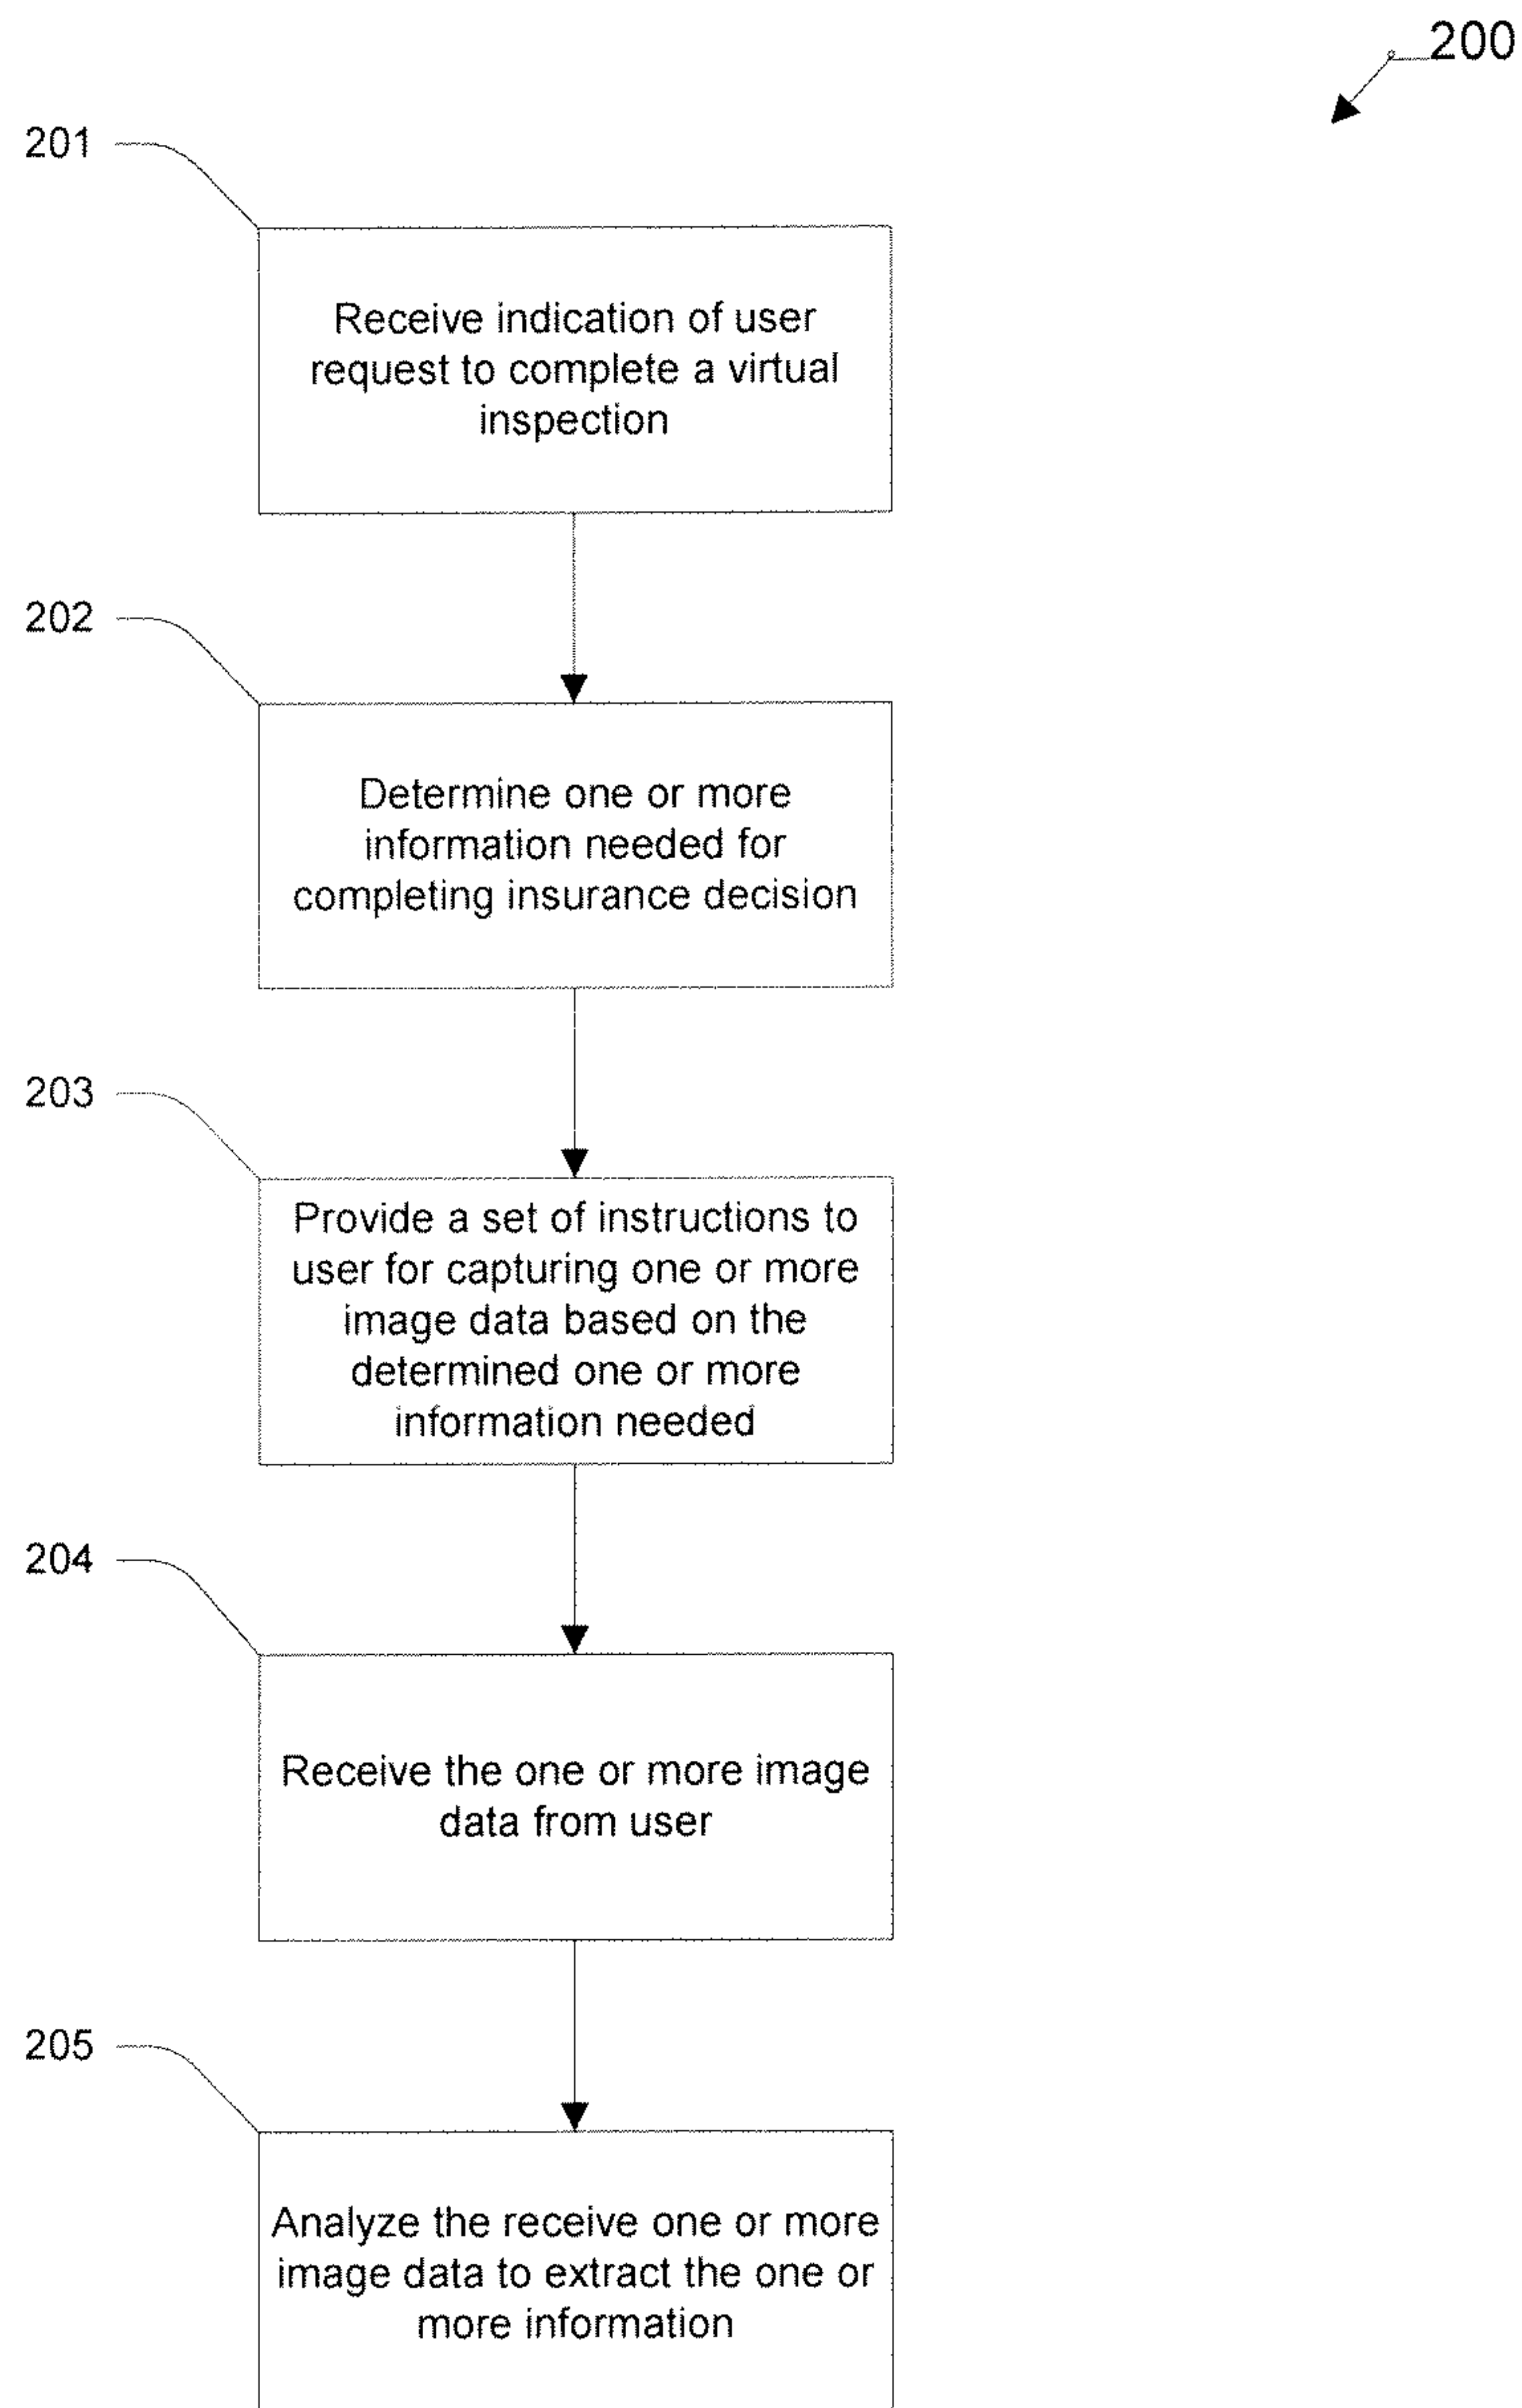 200
201
Receive indication of user
request to complete a virtual
inspection
202
Determine one or more
information needed for
completing insurance decision
203
Provide a set of instructions to
user for capturing one or more
image data based on the
determined one or more
information needed
204
Receive the one or more image
data from user
205
Analyze the receive one or more
image data to extract the one or
more information